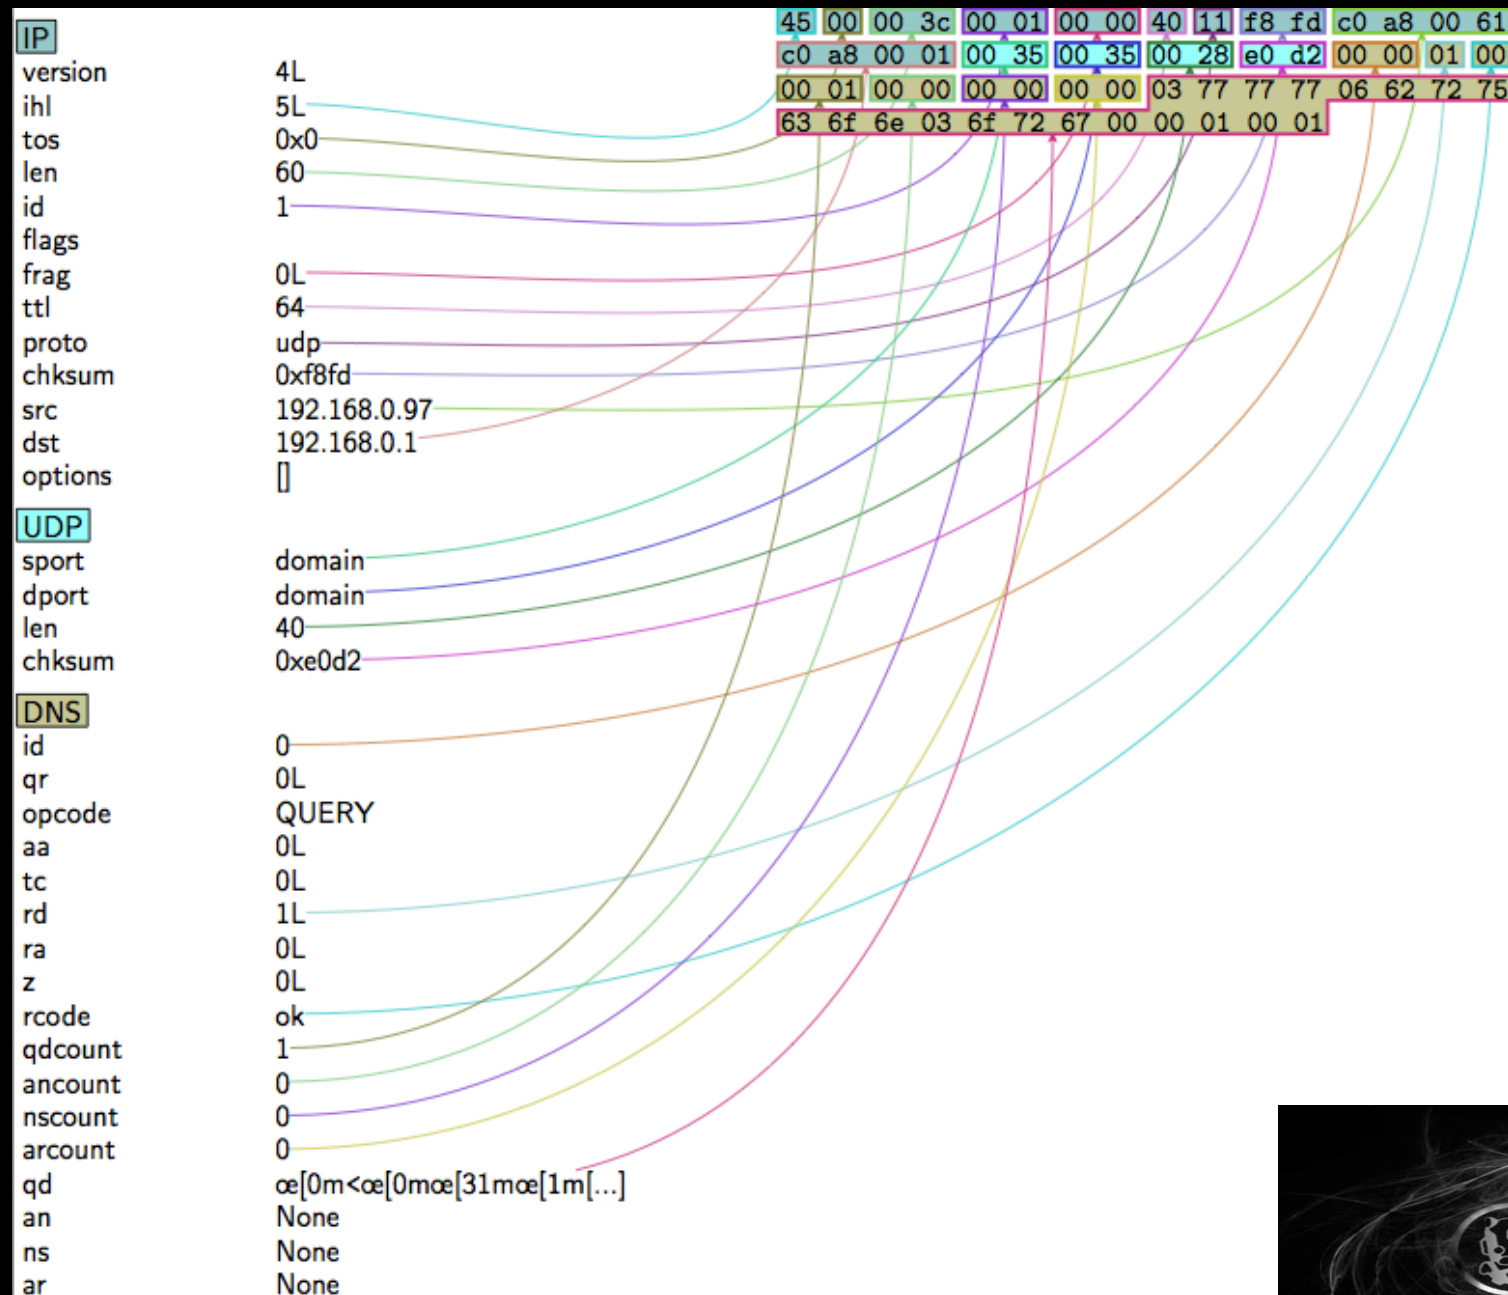 45 00 00 3c 00 01 00 00 40 11 f8 fd c0 a8 00 61
c0 a8 00 01 00 35 00 35 00 28 e0 d2 00 00 01 00
00 01 00 00 00 00 00 00 03 77 77 77 06 62 72 75
63 6f 6e 03 6f 72 67 00 00 01 00 01
IP
version 4L
ihl 5L
tos 0x0
len 60
id 1
flags
frag 0L
ttl 64
proto udp
chksum 0xf8fd
src 192.168.0.97
dst 192.168.0.1
options []
UDP
sport domain
dport domain
len 40
chksum 0xe0d2
DNS
id 0
qr 0L
opcode QUERY
aa 0L
tc 0L
rd 1L
ra 0L
z 0L
rcode ok
qdcount 1
ancount 0
nscount 0
arcount 0
qd œ[0m<œ[0mœ[31mœ[1m[...]
an None
ns None
ar None